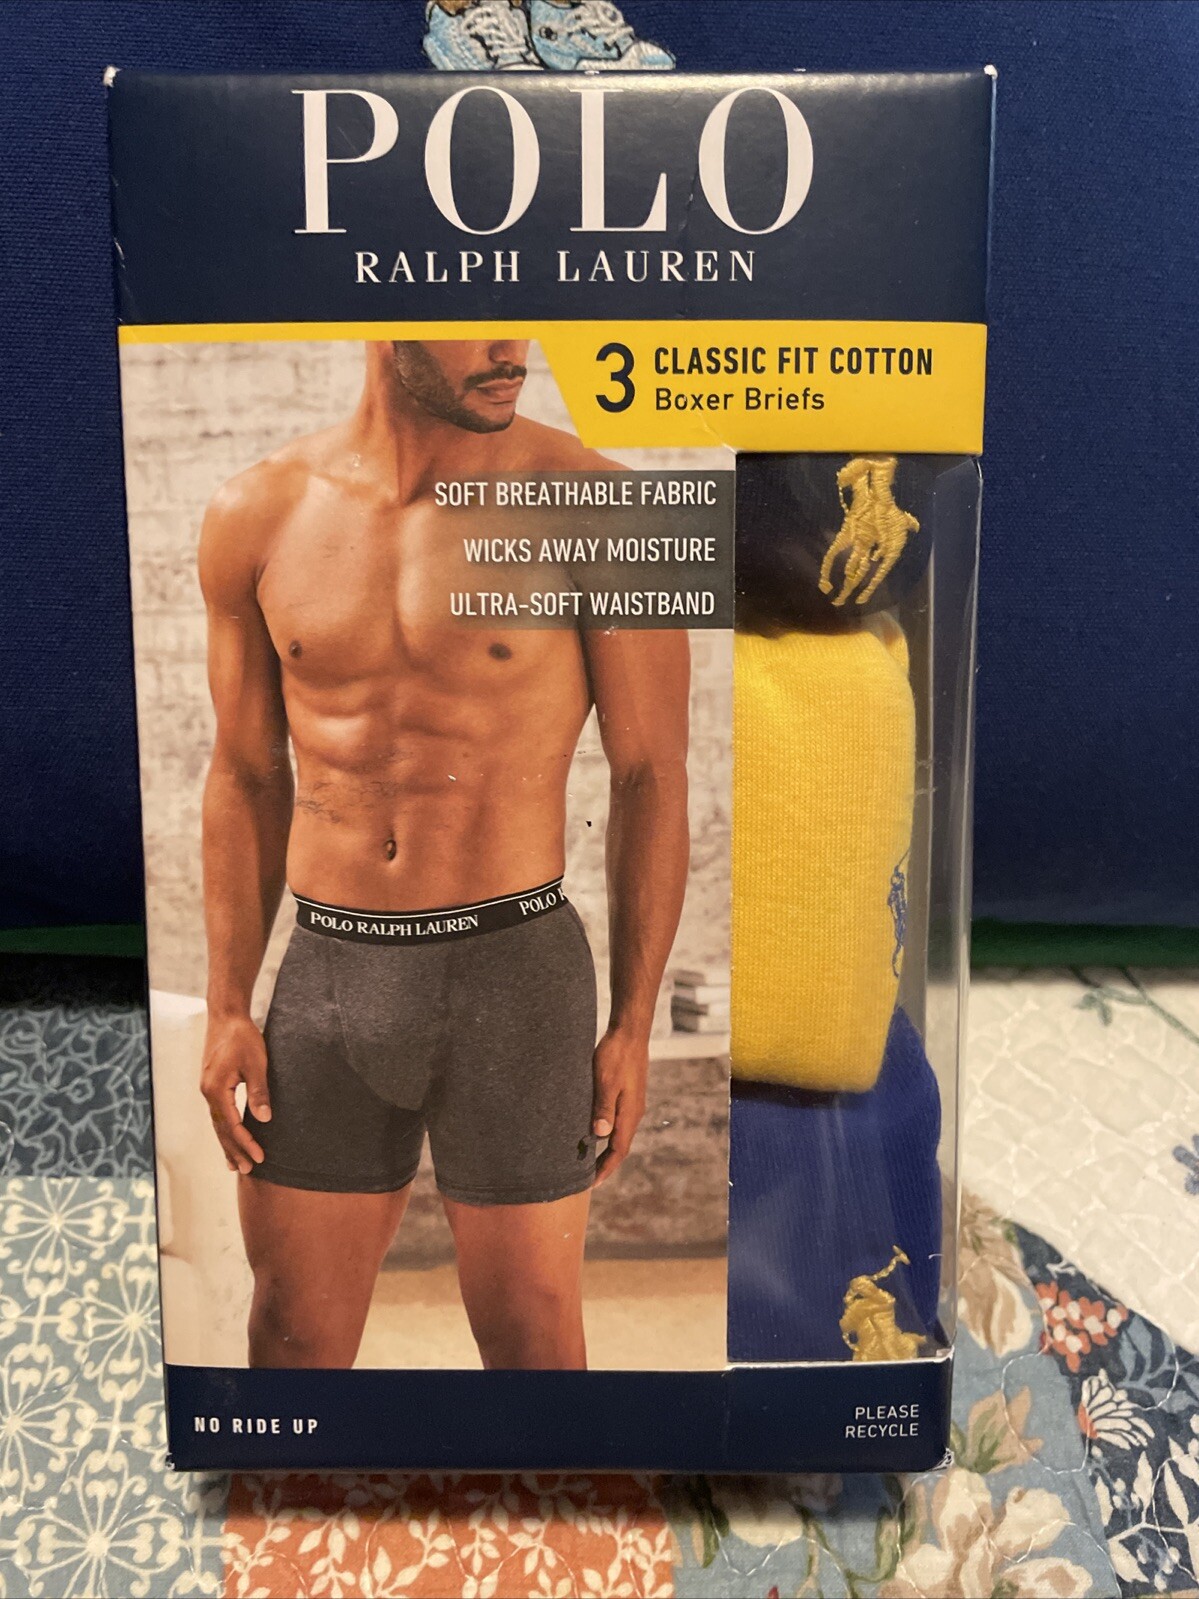 POLO
RALPH LAUREN
3 CLASSIC FIT COTTON
Boxer Briefs
SOFT BREATHABLE FABRIC
WICKS AWAY MOISTURE
ULTRA-SOFT WAISTBAND
POLO RALPH LAUREN POLO R
NO RIDE UP
PLEASE
RECYCLE